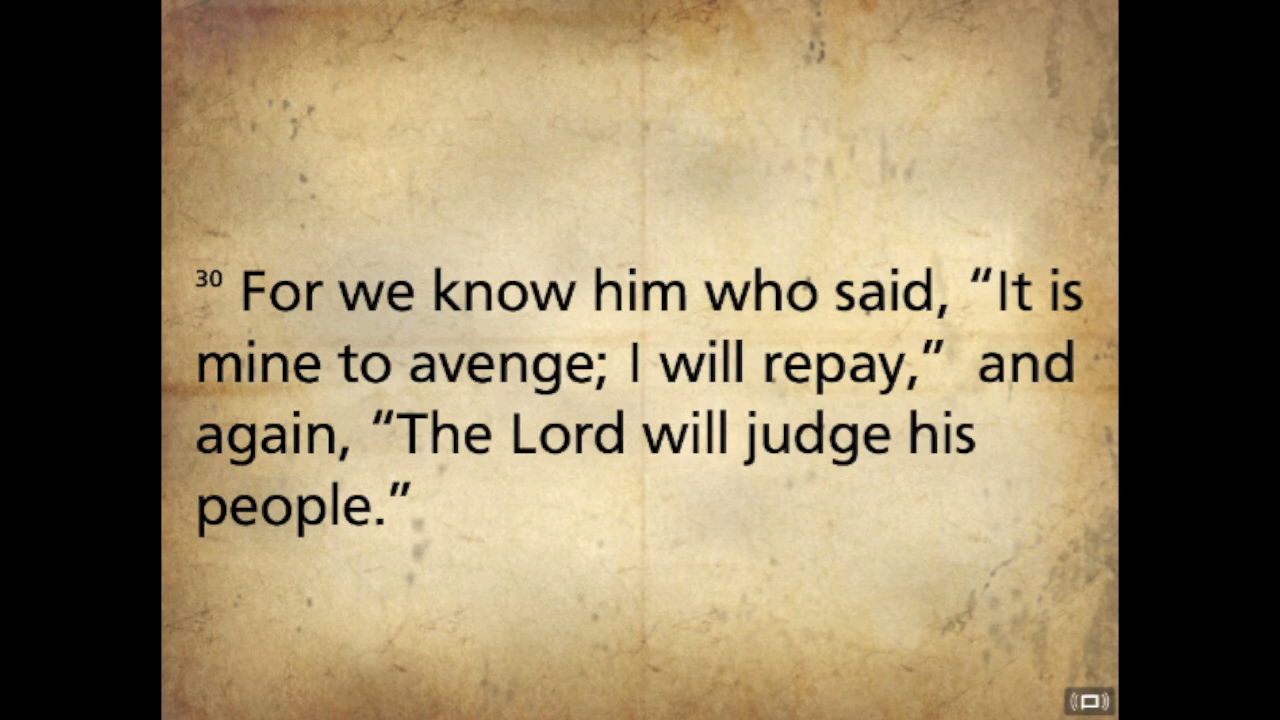 30 For we know him who said, “It is
mine to avenge; I will repay,” and
again, “The Lord will judge his
people.”